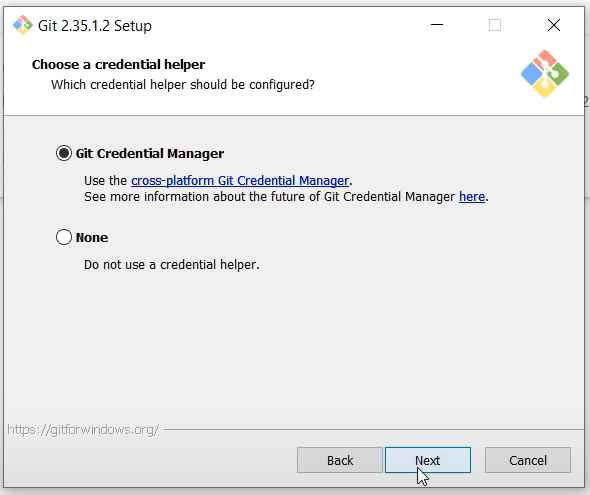 Git 2.35.1.2 Setup
Choose a credential helper
Which credential helper should be configured?
2
Git Credential Manager
Use the cross-platform Git Credential Manager.
See more information about the future of Git Credential Manager here.
None
Do not use a credential helper.
https://gitforwindows.org/
Back Next Cancel